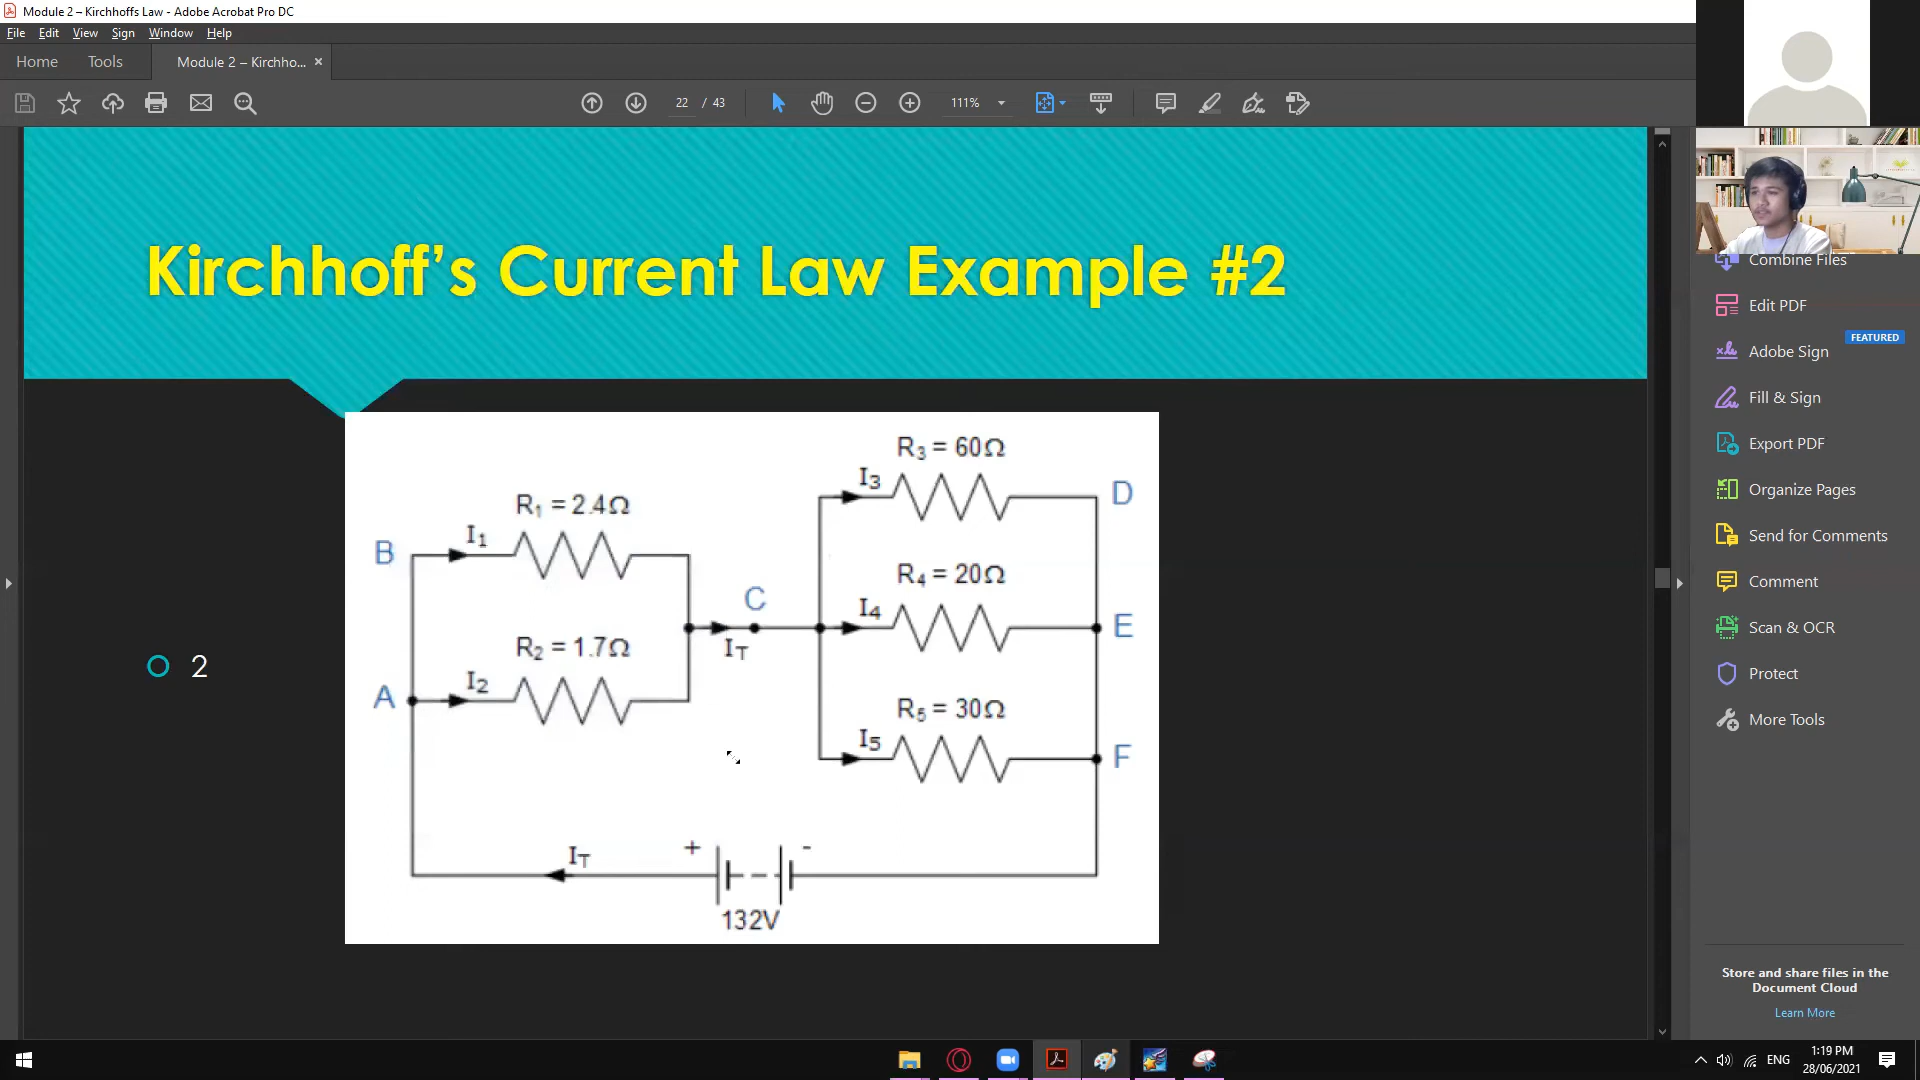 Module 2 – Kirchhoffs Law - Adobe Acrobat Pro DC
File Edit View Sign Window Help
Home Tools Module 2 – Kirchho... ×
22 / 43 111%
Kirchhoff's Current Law Example #2
2
R3 = 60Ω
I3
D
R1 = 2.4Ω
B
I1
R4 = 20Ω
C
I4
E
IT
R2 = 1.7Ω
A
I2
R5 = 30Ω
I5
F
IT
+
-
132V
Combine Files
Edit PDF
FEATURED
Adobe Sign
Fill & Sign
Export PDF
Organize Pages
Send for Comments
Comment
Scan & OCR
Protect
More Tools
Store and share files in the
Document Cloud
Learn More
ENG
1:19 PM
28/06/2021